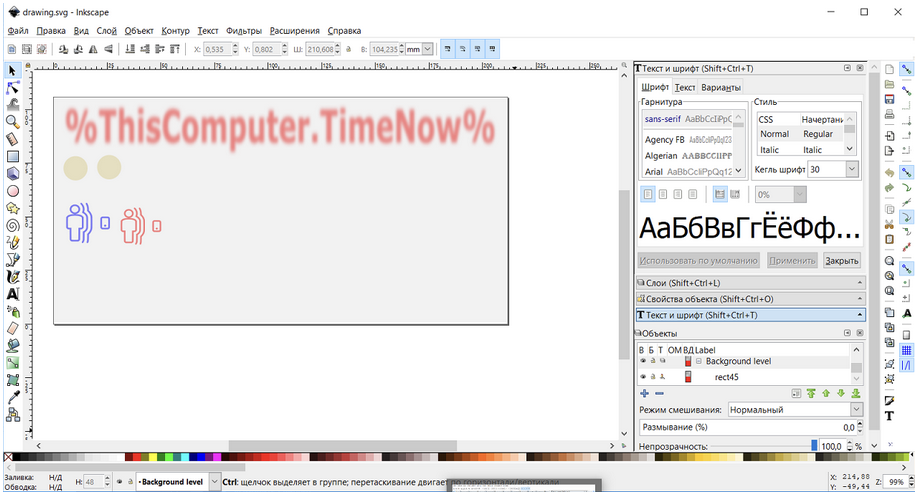 drawing.svg - Inkscape
Файл Правка Вид Слой Объект Контур Текст Фильтры Расширения Справка
X: 0,535 Y: 0,802 Ш: 210,608 В: 104,235 mm
Текст и шрифт (Shift+Ctrl+T)
Шрифт Текст Варианты
Гарнитура Стиль
sans-serif AaBbCcIiPpQ
Agency FB AaBbCcIiPpQq123
Algerian AABBCCIIPP
Arial AaBbCcIiPpQq12
CSS Начертани
Normal Regular
Italic Italic
Кегль шрифт 30
0%
АаБбВвГгЁёФф...
Использовать по умолчанию Применить Закрыть
Слои (Shift+Ctrl+L)
Свойства объекта (Shift+Ctrl+O)
Текст и шрифт (Shift+Ctrl+T)
Объекты
В Б Т ОМ ВД Label
Background level
rect45
Режим смешивания: Нормальный
Размывание (%) 0,0
Непрозрачность: 100,0 %
%ThisComputer.TimeNow%
Заливка: Н/Д
Обводка: Н/Д
Н: 48
Background level
Ctrl: щелчок выделяет в группе; перетаскивание двигает по горизонтали/вертикали
X: 214,88
Y: -49,44
Z: 99%